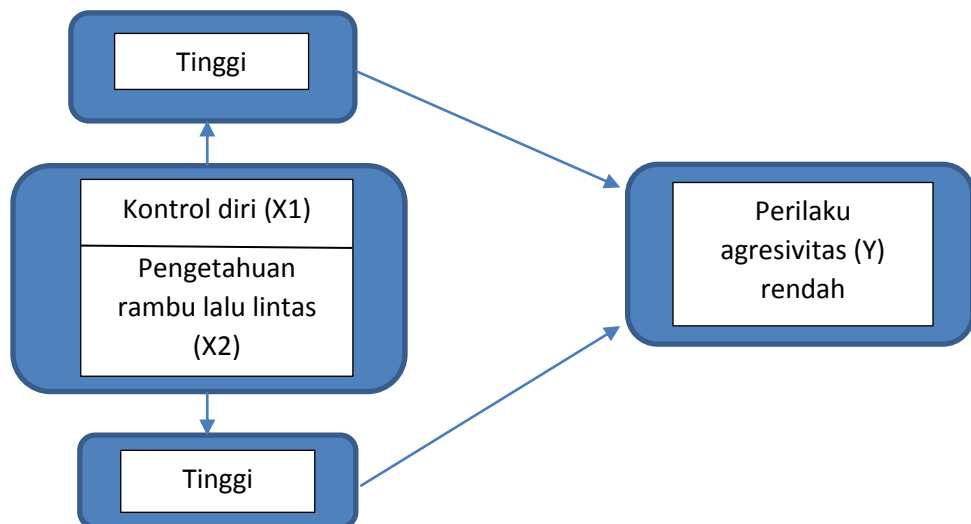 Tinggi
Kontrol diri (X1)
Pengetahuan
rambu lalu lintas
(X2)
Perilaku
agresivitas (Y)
rendah
Tinggi